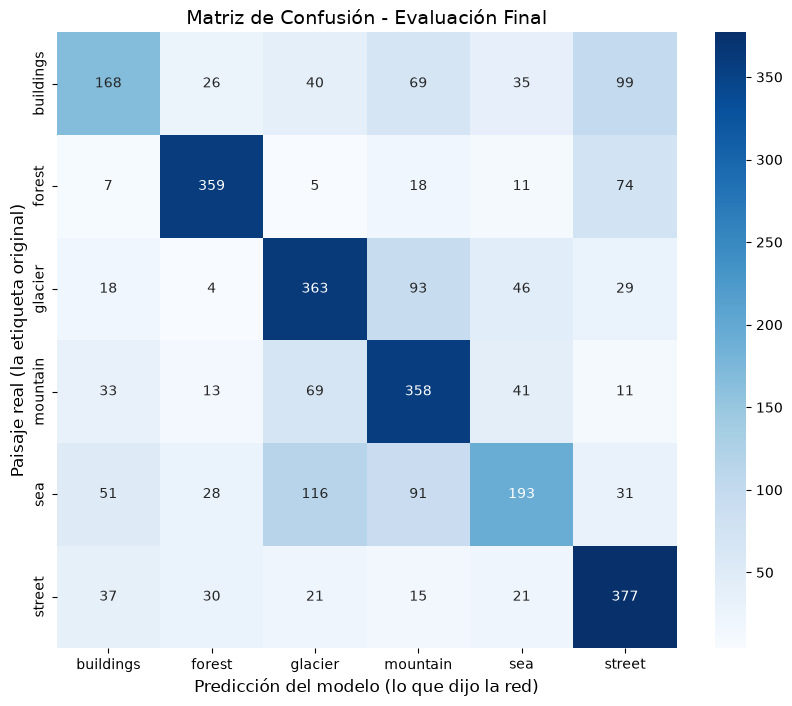 Matriz de Confusión - Evaluación Final
Paisaje real (la etiqueta original)
buildings 168 26 40 69 35 99
forest 7 359 5 18 11 74
glacier 18 4 363 93 46 29
mountain 33 13 69 358 41 11
sea 51 28 116 91 193 31
street 37 30 21 15 21 377
buildings forest glacier mountain sea street
Predicción del modelo (lo que dijo la red)
350
300
250
200
150
100
50